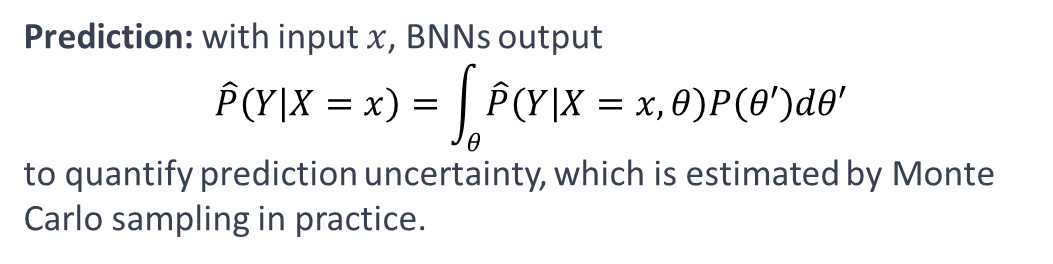 Prediction: with input x, BNNs output
P̂(Y|X = x) = ∫_θ P̂(Y|X = x, θ)P(θ′)dθ′
to quantify prediction uncertainty, which is estimated by Monte
Carlo sampling in practice.